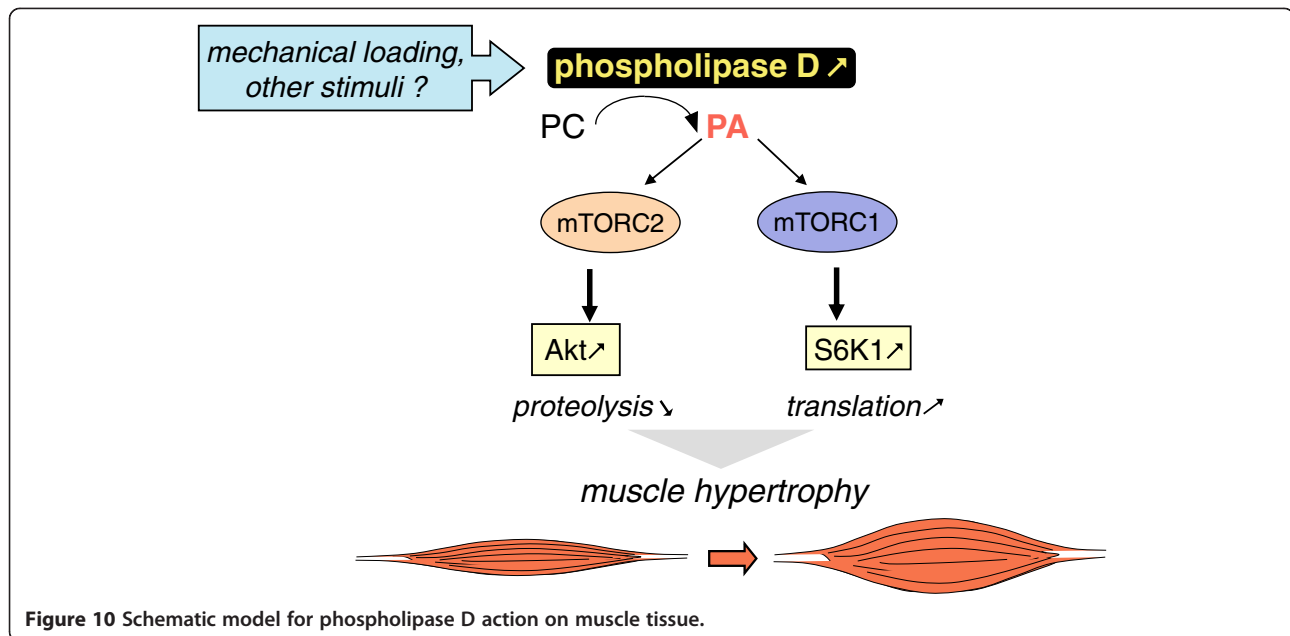 mechanical loading,
other stimuli ?
phospholipase D ↗
PC PA
mTORC2 mTORC1
Akt↗ S6K1↗
proteolysis↘ translation↗
muscle hypertrophy
Figure 10 Schematic model for phospholipase D action on muscle tissue.